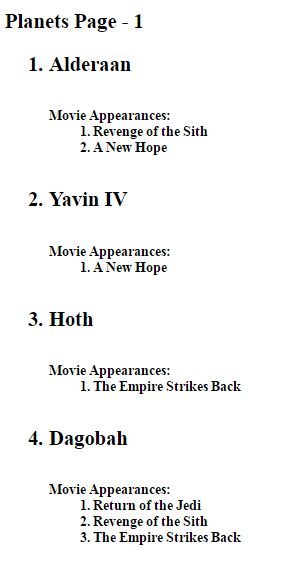 Planets Page - 1
1. Alderaan
Movie Appearances:
1. Revenge of the Sith
2. A New Hope
2. Yavin IV
Movie Appearances:
1. A New Hope
3. Hoth
Movie Appearances:
1. The Empire Strikes Back
4. Dagobah
Movie Appearances:
1. Return of the Jedi
2. Revenge of the Sith
3. The Empire Strikes Back